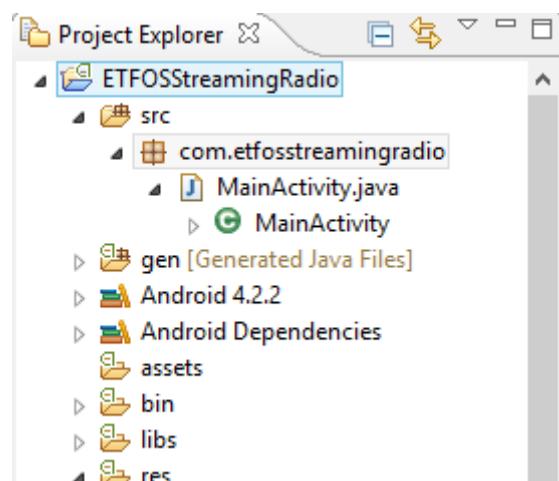 Project Explorer
ETFOSStreamingRadio
src
com.etfosstreamingradio
J MainActivity.java
C MainActivity
gen [Generated Java Files]
Android 4.2.2
Android Dependencies
assets
bin
libs
res